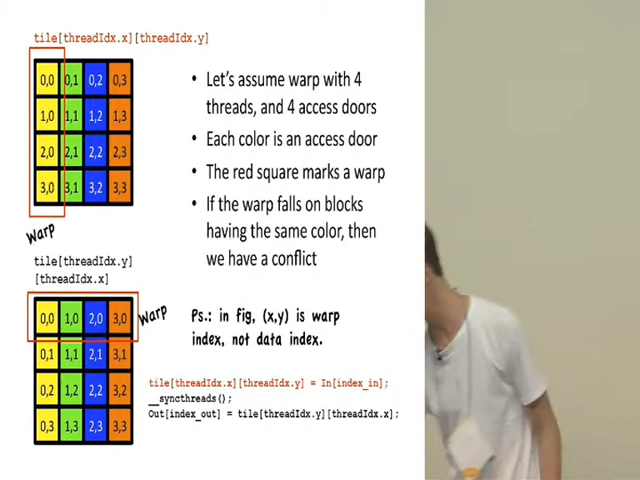 tile[threadIdx.x][threadIdx.y]
0,0 0,1 0,2 0,3
1,0 1,1 1,2 1,3
2,0 2,1 2,2 2,3
3,0 3,1 3,2 3,3
Warp
tile[threadIdx.y]
[threadIdx.x]
0,0 1,0 2,0 3,0
0,1 1,1 2,1 3,1
0,2 1,2 2,2 3,2
0,3 1,3 2,3 3,3
Warp
• Let's assume warp with 4
threads, and 4 access doors
• Each color is an access door
• The red square marks a warp
• If the warp falls on blocks
having the same color, then
we have a conflict
Ps.: in fig, (x,y) is warp
index, not data index.
tile[threadIdx.x][threadIdx.y] = In[index_in];
__syncthreads();
Out[index_out] = tile[threadIdx.y][threadIdx.x];